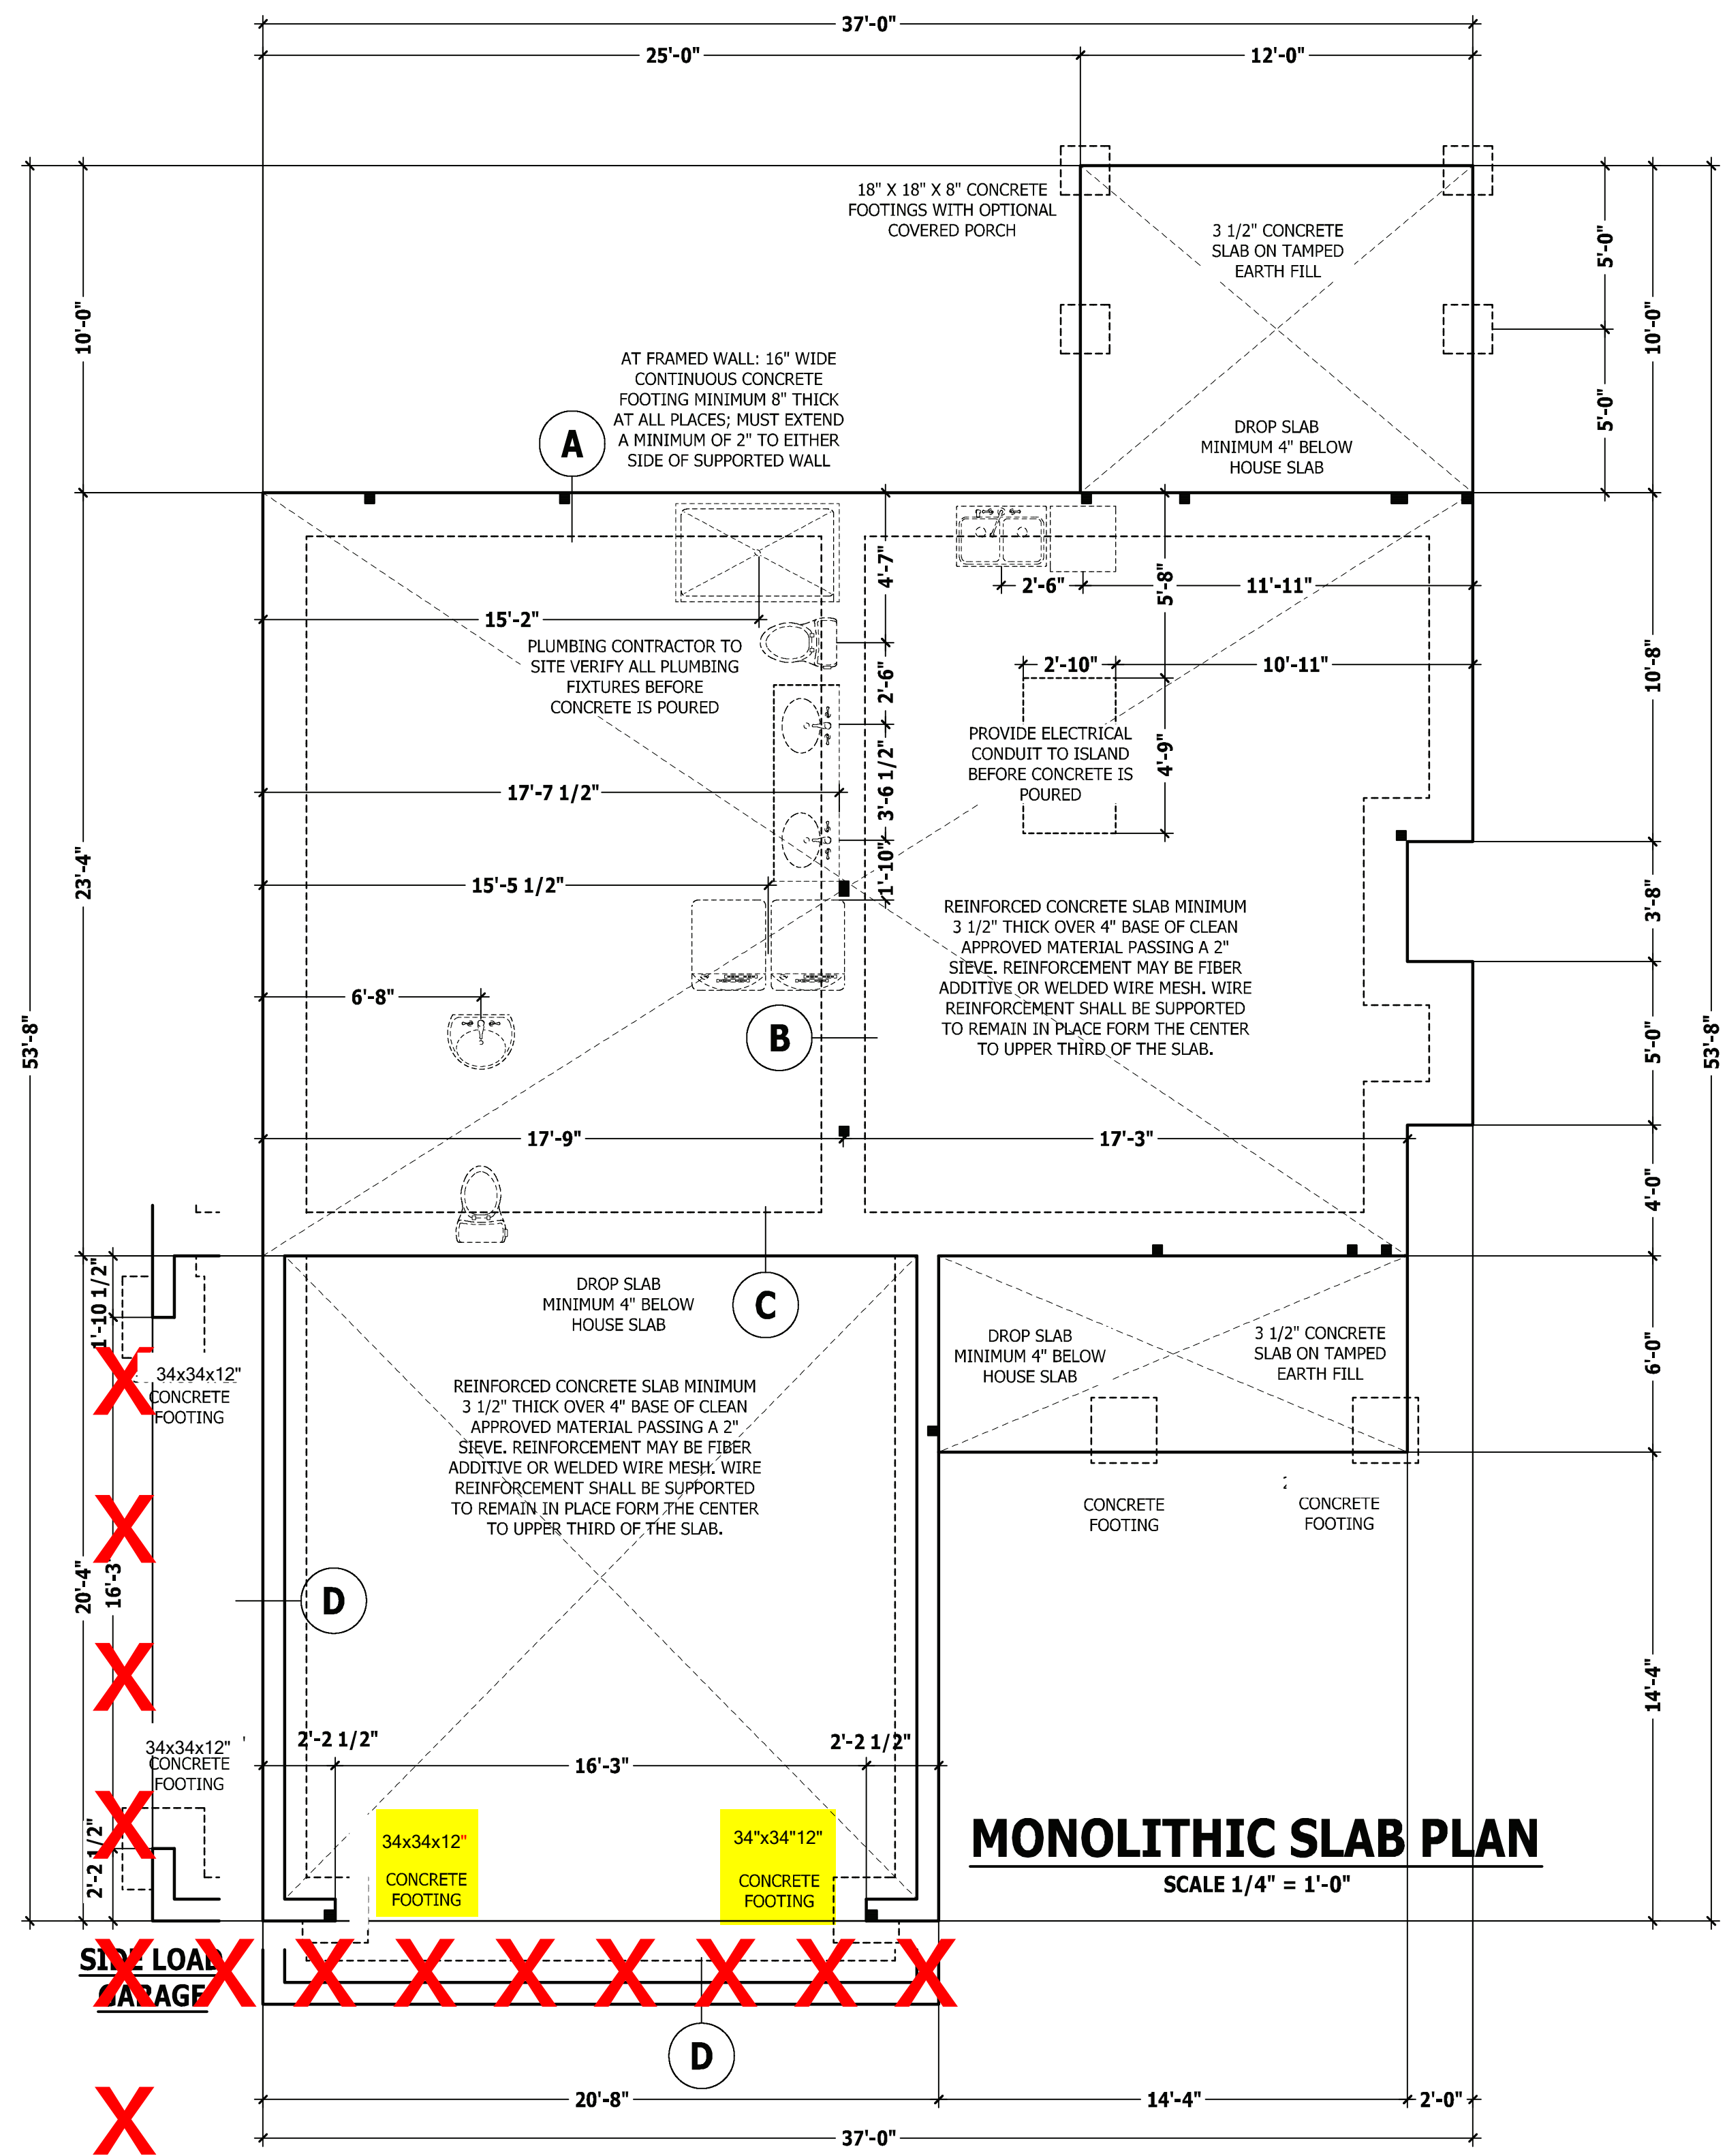 37'-0"
25'-0"
12'-0"
18" X 18" X 8" CONCRETE
FOOTINGS WITH OPTIONAL
COVERED PORCH
3 1/2" CONCRETE
SLAB ON TAMPED
EARTH FILL
5'-0"
10'-0"
10'-0"
5'-0"
DROP SLAB
MINIMUM 4" BELOW
HOUSE SLAB
AT FRAMED WALL: 16" WIDE
CONTINUOUS CONCRETE
FOOTING MINIMUM 8" THICK
AT ALL PLACES; MUST EXTEND
A MINIMUM OF 2" TO EITHER
SIDE OF SUPPORTED WALL
A
4'-7"
2'-6"
5'-8"
11'-11"
15'-2"
PLUMBING CONTRACTOR TO
SITE VERIFY ALL PLUMBING
FIXTURES BEFORE
CONCRETE IS POURED
2'-6"
2'-10"
10'-11"
10'-8"
PROVIDE ELECTRICAL
CONDUIT TO ISLAND
BEFORE CONCRETE IS
POURED
4'-9"
17'-7 1/2"
3'-6 1/2"
23'-4"
15'-5 1/2"
1'-10"
3'-8"
REINFORCED CONCRETE SLAB MINIMUM
3 1/2" THICK OVER 4" BASE OF CLEAN
APPROVED MATERIAL PASSING A 2"
SIEVE. REINFORCEMENT MAY BE FIBER
ADDITIVE OR WELDED WIRE MESH. WIRE
REINFORCEMENT SHALL BE SUPPORTED
TO REMAIN IN PLACE FORM THE CENTER
TO UPPER THIRD OF THE SLAB.
6'-8"
B
53'-8"
53'-8"
5'-0"
17'-9"
17'-3"
4'-0"
1'-10 1/2"
DROP SLAB
MINIMUM 4" BELOW
HOUSE SLAB
C
DROP SLAB
MINIMUM 4" BELOW
HOUSE SLAB
3 1/2" CONCRETE
SLAB ON TAMPED
EARTH FILL
6'-0"
34x34x12"
CONCRETE
FOOTING
X
REINFORCED CONCRETE SLAB MINIMUM
3 1/2" THICK OVER 4" BASE OF CLEAN
APPROVED MATERIAL PASSING A 2"
SIEVE. REINFORCEMENT MAY BE FIBER
ADDITIVE OR WELDED WIRE MESH. WIRE
REINFORCEMENT SHALL BE SUPPORTED
TO REMAIN IN PLACE FORM THE CENTER
TO UPPER THIRD OF THE SLAB.
CONCRETE
FOOTING
CONCRETE
FOOTING
X
20'-4"
16'-3
D
14'-4"
X
34x34x12"
CONCRETE
FOOTING
2'-2 1/2"
16'-3"
2'-2 1/2"
X
2'-2 1/2"
34x34x12"
CONCRETE
FOOTING
34"x34"12"
CONCRETE
FOOTING
MONOLITHIC SLAB PLAN
SCALE 1/4" = 1'-0"
SIDE LOAD
GARAGE
X X X X X X X X X
D
20'-8"
14'-4"
2'-0"
X
37'-0"